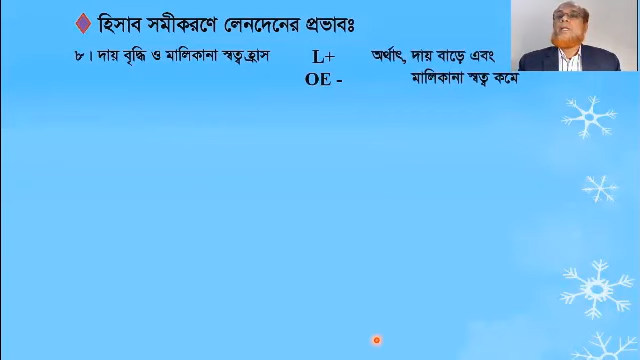 হিসাব সমীকরণে লেনদেনের প্রভাবঃ
৮। দায় বৃদ্ধি ও মালিকানা স্বত্ব হ্রাস L+ অর্থাৎ, দায় বাড়ে এবং
OE - মালিকানা স্বত্ব কমে